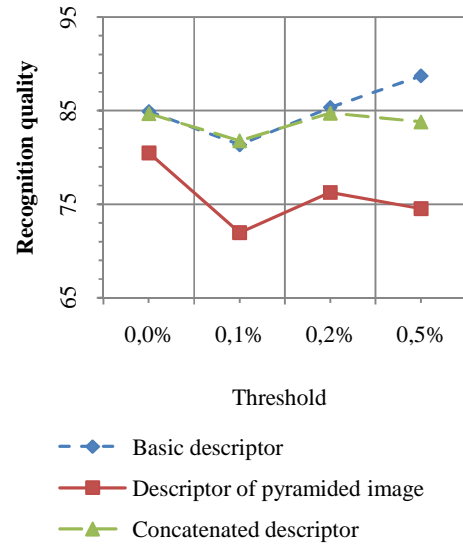 95
85
75
65
Recognition quality
0,0%
0,1%
0,2%
0,5%
Threshold
Basic descriptor
Descriptor of pyramided image
Concatenated descriptor